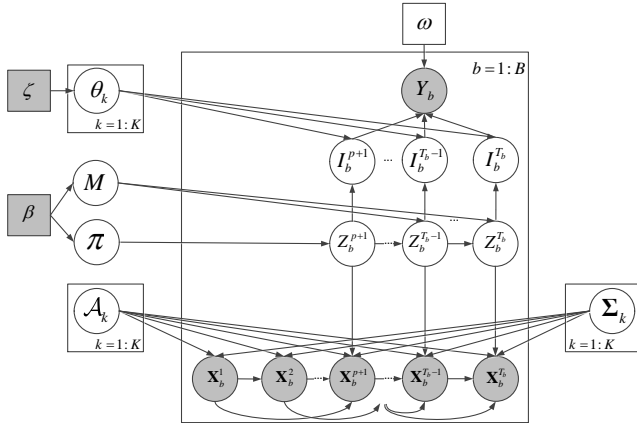 ω
b = 1 : B
ζ
θ_k
k = 1 : K
Y_b
I_b^{p+1} ... I_b^{T_b−1} I_b^{T_b}
M
β
...
π
Z_b^{p+1} ... Z_b^{T_b−1} Z_b^{T_b}
𝒜_k
k = 1 : K
Σ_k
k = 1 : K
X_b^1 X_b^2 ... X_b^{p+1} ... X_b^{T_b−1} X_b^{T_b}
...